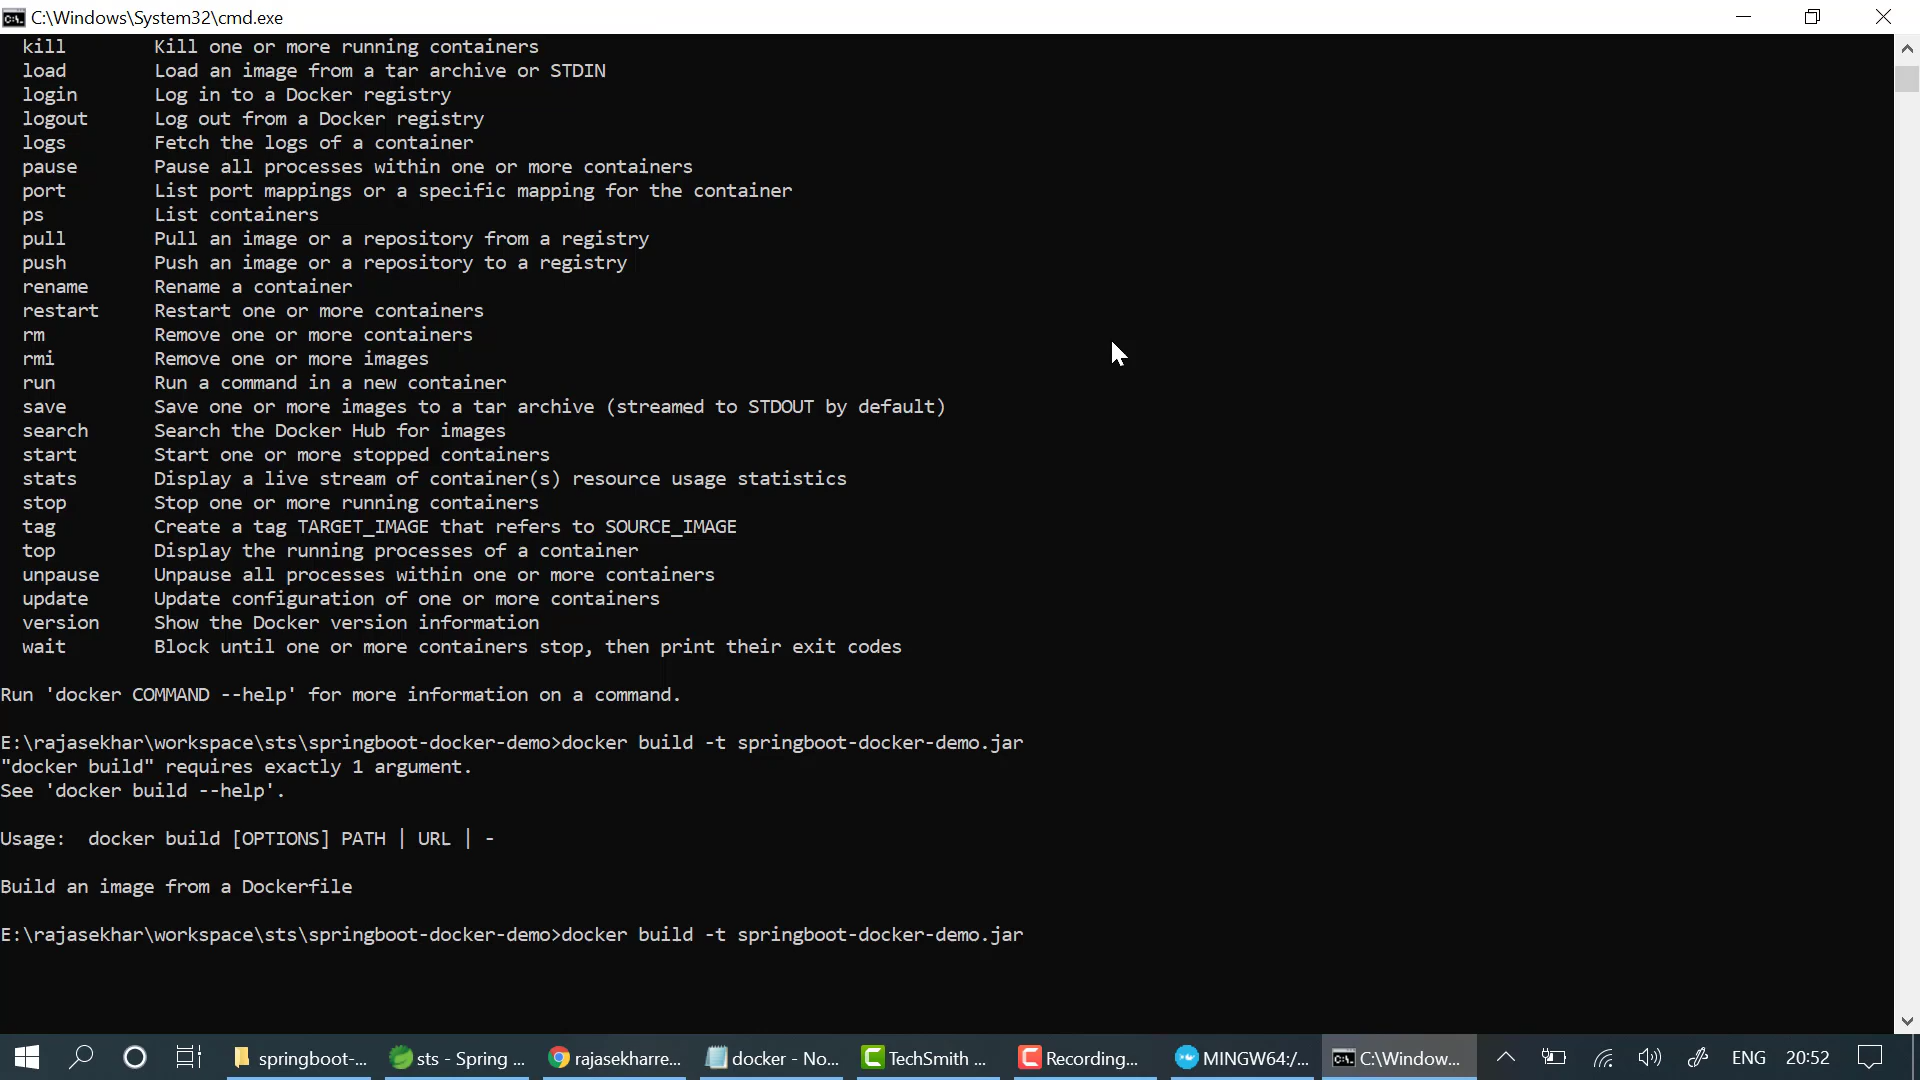 C:\Windows\System32\cmd.exe
kill Kill one or more running containers
load Load an image from a tar archive or STDIN
login Log in to a Docker registry
logout Log out from a Docker registry
logs Fetch the logs of a container
pause Pause all processes within one or more containers
port List port mappings or a specific mapping for the container
ps List containers
pull Pull an image or a repository from a registry
push Push an image or a repository to a registry
rename Rename a container
restart Restart one or more containers
rm Remove one or more containers
rmi Remove one or more images
run Run a command in a new container
save Save one or more images to a tar archive (streamed to STDOUT by default)
search Search the Docker Hub for images
start Start one or more stopped containers
stats Display a live stream of container(s) resource usage statistics
stop Stop one or more running containers
tag Create a tag TARGET_IMAGE that refers to SOURCE_IMAGE
top Display the running processes of a container
unpause Unpause all processes within one or more containers
update Update configuration of one or more containers
version Show the Docker version information
wait Block until one or more containers stop, then print their exit codes
Run 'docker COMMAND --help' for more information on a command.
E:\rajasekhar\workspace\sts\springboot-docker-demo>docker build -t springboot-docker-demo.jar
"docker build" requires exactly 1 argument.
See 'docker build --help'.
Usage: docker build [OPTIONS] PATH | URL | -
Build an image from a Dockerfile
E:\rajasekhar\workspace\sts\springboot-docker-demo>docker build -t springboot-docker-demo.jar
springboot-... sts - Spring ... rajasekharre... docker - No... TechSmith ... Recording... MINGW64:/... C:\Window... ENG 20:52